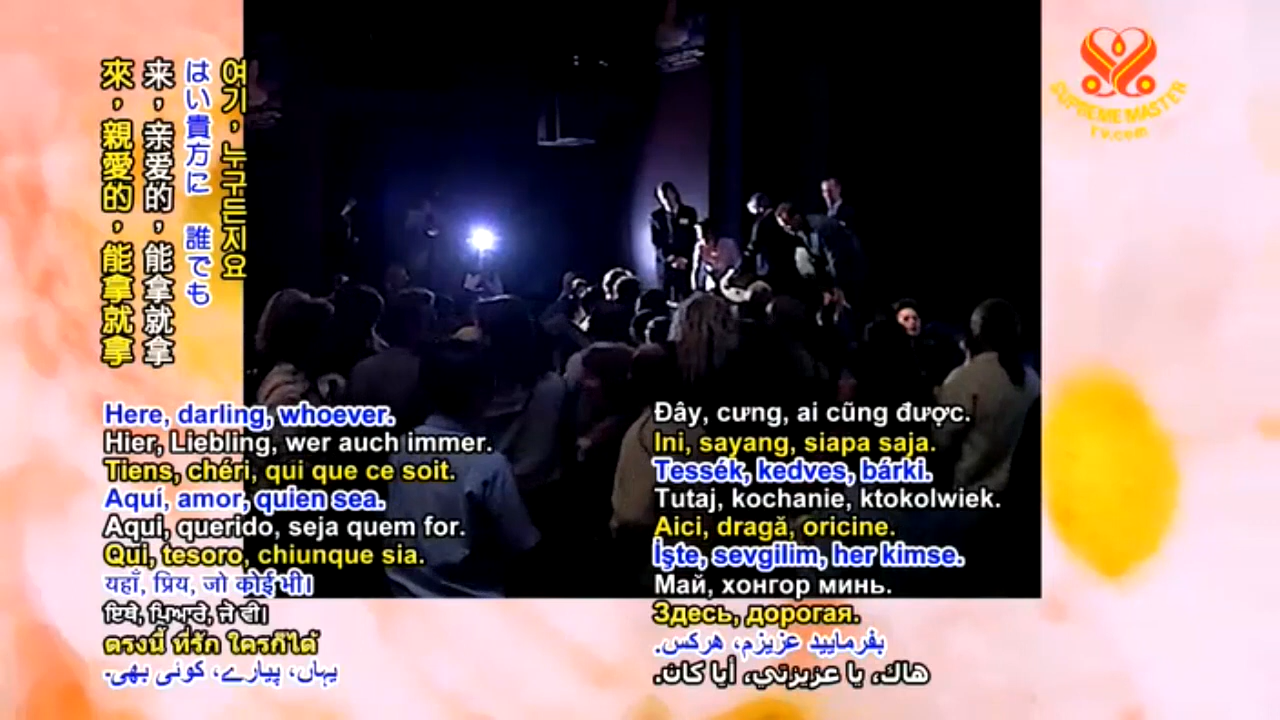 여기, 누구든지요
はい貴方に 誰でも
来，亲爱的，能拿就拿
來，親愛的，能拿就拿
SUPREME MASTER
TV.com
Here, darling, whoever.
Hier, Liebling, wer auch immer.
Tiens, chéri, qui que ce soit.
Aquí, amor, quien sea.
Aqui, querido, seja quem for.
Qui, tesoro, chiunque sia.
यहाँ, प्रिय, जो कोई भी।
ਇਥੇ, ਪਿਆਰੇ, ਜੋ ਵੀ।
ตรงนี้ ที่รัก ใครก็ได้
یہاں، پیارے، کوئی بھی۔
Đây, cưng, ai cũng được.
Ini, sayang, siapa saja.
Tessék, kedves, bárki.
Tutaj, kochanie, ktokolwiek.
Aici, dragă, oricine.
İşte, sevgilim, her kimse.
Май, хонгор минь.
Здесь, дорогая.
بفرمایید عزیزم، هرکس.
هاك، يا عزيزتي، أيا كان.